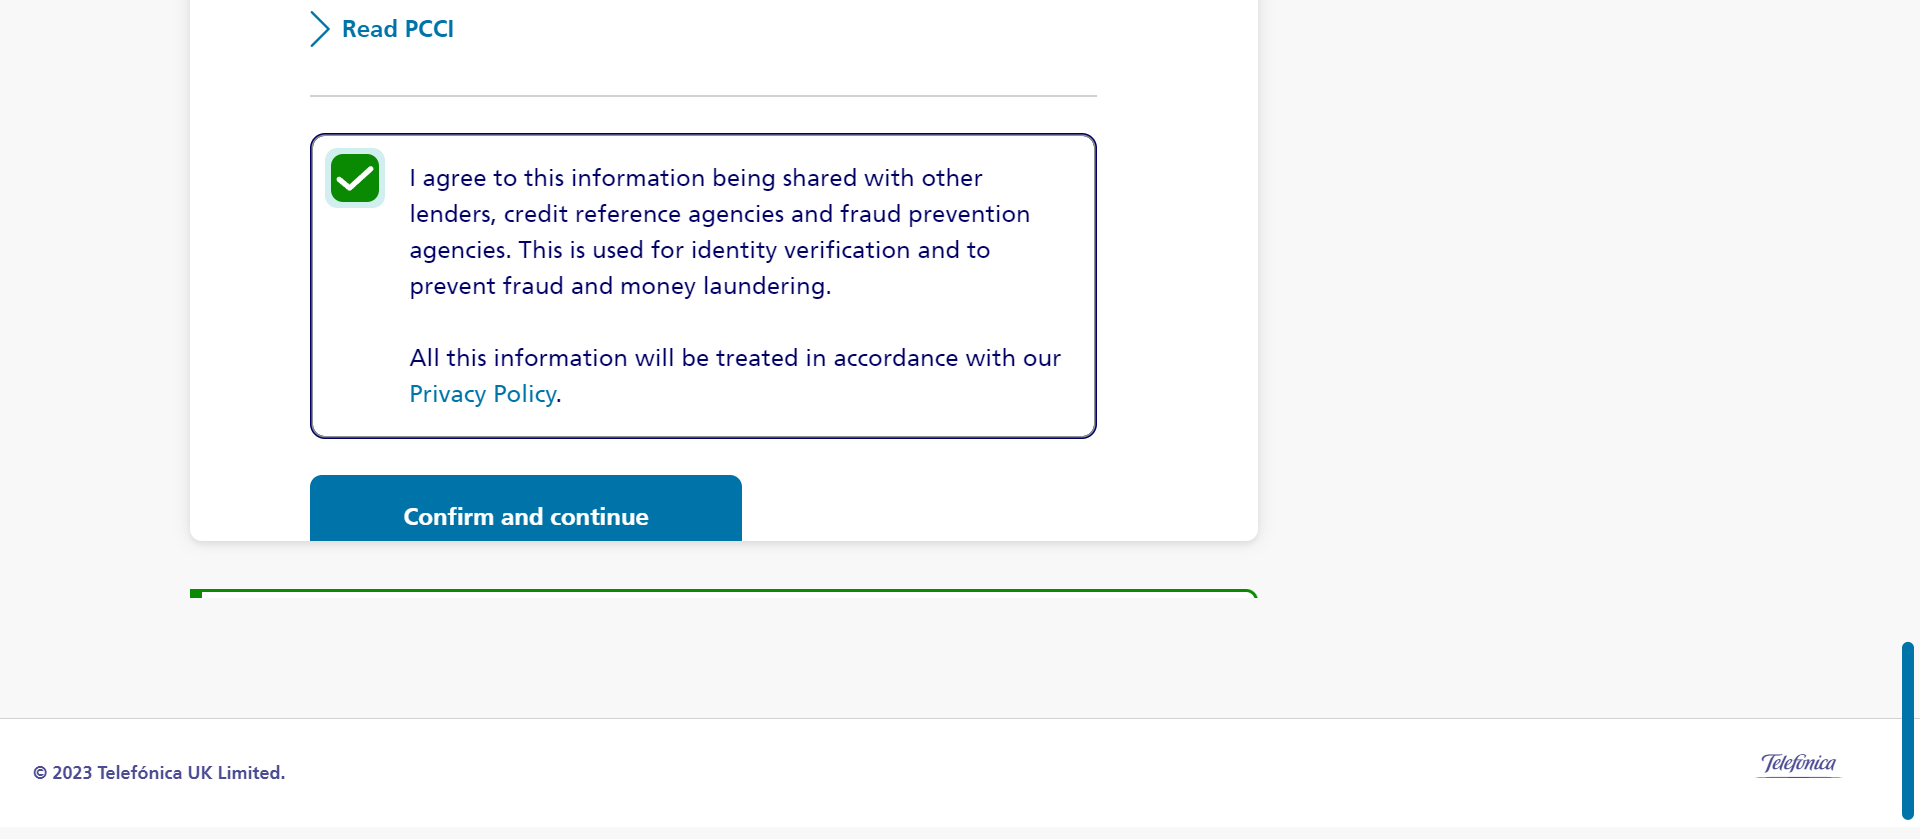 Read PCCI
I agree to this information being shared with other
lenders, credit reference agencies and fraud prevention
agencies. This is used for identity verification and to
prevent fraud and money laundering.
All this information will be treated in accordance with our
Privacy Policy.
Confirm and continue
© 2023 Telefónica UK Limited.
Telefónica